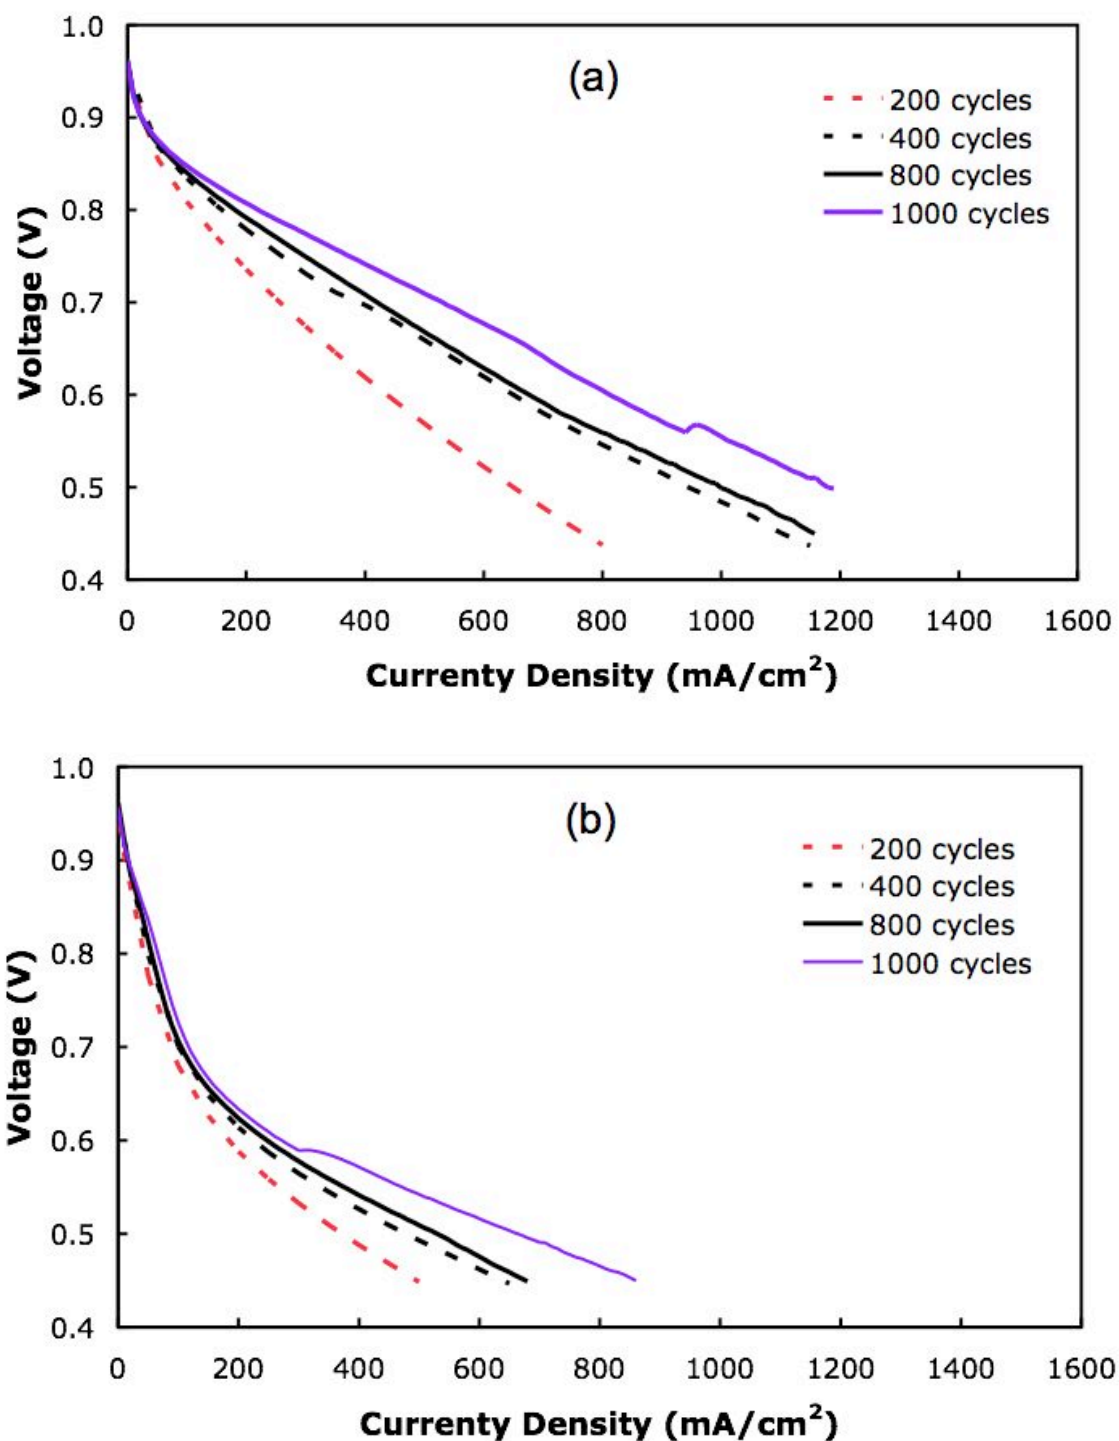 (a)
200 cycles
400 cycles
800 cycles
1000 cycles
Voltage (V)
1.0
0.9
0.8
0.7
0.6
0.5
0.4
0 200 400 600 800 1000 1200 1400 1600
Currenty Density (mA/cm²)
(b)
200 cycles
400 cycles
800 cycles
1000 cycles
Voltage (V)
1.0
0.9
0.8
0.7
0.6
0.5
0.4
0 200 400 600 800 1000 1200 1400 1600
Currenty Density (mA/cm²)